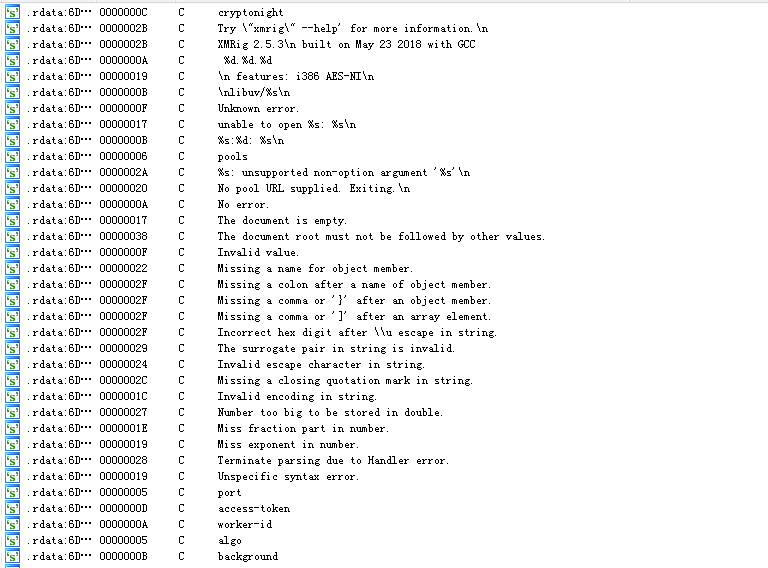 .rdata:6D… 0000000C C cryptonight
.rdata:6D… 0000002B C Try \"xmrig\" --help' for more information.\n
.rdata:6D… 0000002B C XMRig 2.5.3\n built on May 23 2018 with GCC
.rdata:6D… 0000000A C  %d.%d.%d
.rdata:6D… 00000019 C \n features: i386 AES-NI\n
.rdata:6D… 0000000B C \nlibuv/%s\n
.rdata:6D… 0000000F C Unknown error.
.rdata:6D… 00000017 C unable to open %s: %s\n
.rdata:6D… 0000000B C %s:%d: %s\n
.rdata:6D… 00000006 C pools
.rdata:6D… 0000002A C %s: unsupported non-option argument '%s'\n
.rdata:6D… 00000020 C No pool URL supplied. Exiting.\n
.rdata:6D… 0000000A C No error.
.rdata:6D… 00000017 C The document is empty.
.rdata:6D… 00000038 C The document root must not be followed by other values.
.rdata:6D… 0000000F C Invalid value.
.rdata:6D… 00000022 C Missing a name for object member.
.rdata:6D… 0000002F C Missing a colon after a name of object member.
.rdata:6D… 0000002F C Missing a comma or '}' after an object member.
.rdata:6D… 0000002F C Missing a comma or ']' after an array element.
.rdata:6D… 0000002F C Incorrect hex digit after \\u escape in string.
.rdata:6D… 00000029 C The surrogate pair in string is invalid.
.rdata:6D… 00000024 C Invalid escape character in string.
.rdata:6D… 0000002C C Missing a closing quotation mark in string.
.rdata:6D… 0000001C C Invalid encoding in string.
.rdata:6D… 00000027 C Number too big to be stored in double.
.rdata:6D… 0000001E C Miss fraction part in number.
.rdata:6D… 00000019 C Miss exponent in number.
.rdata:6D… 00000028 C Terminate parsing due to Handler error.
.rdata:6D… 00000019 C Unspecific syntax error.
.rdata:6D… 00000005 C port
.rdata:6D… 0000000D C access-token
.rdata:6D… 0000000A C worker-id
.rdata:6D… 00000005 C algo
.rdata:6D… 0000000B C background